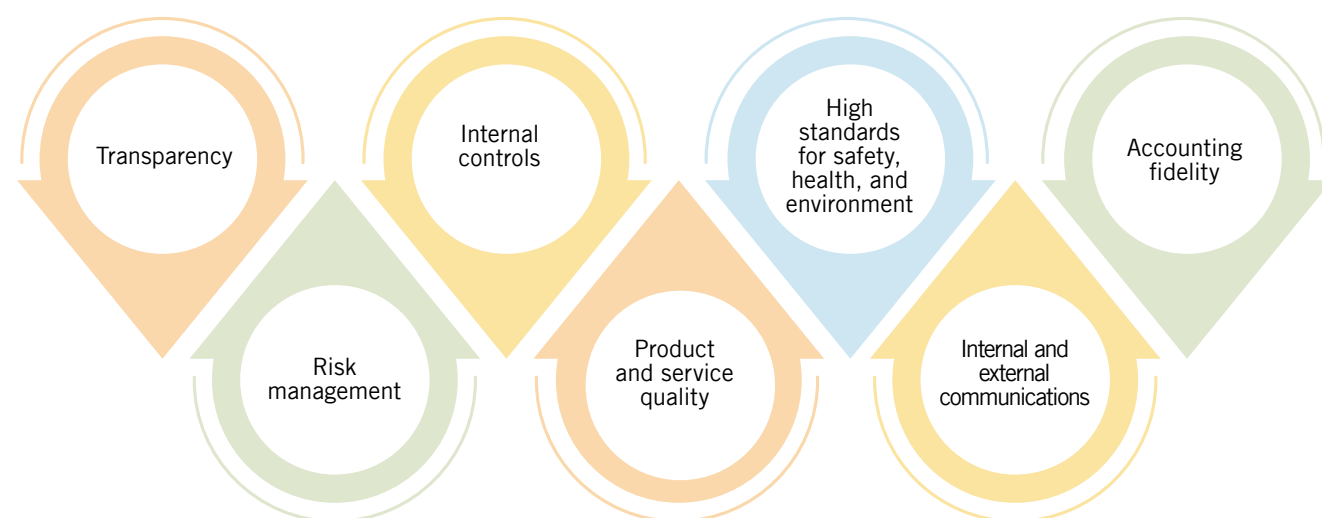 Transparency
Risk
management
Internal
controls
Product
and service
quality
High
standards
for safety,
health, and
environment
Internal and
external
communications
Accounting
fidelity